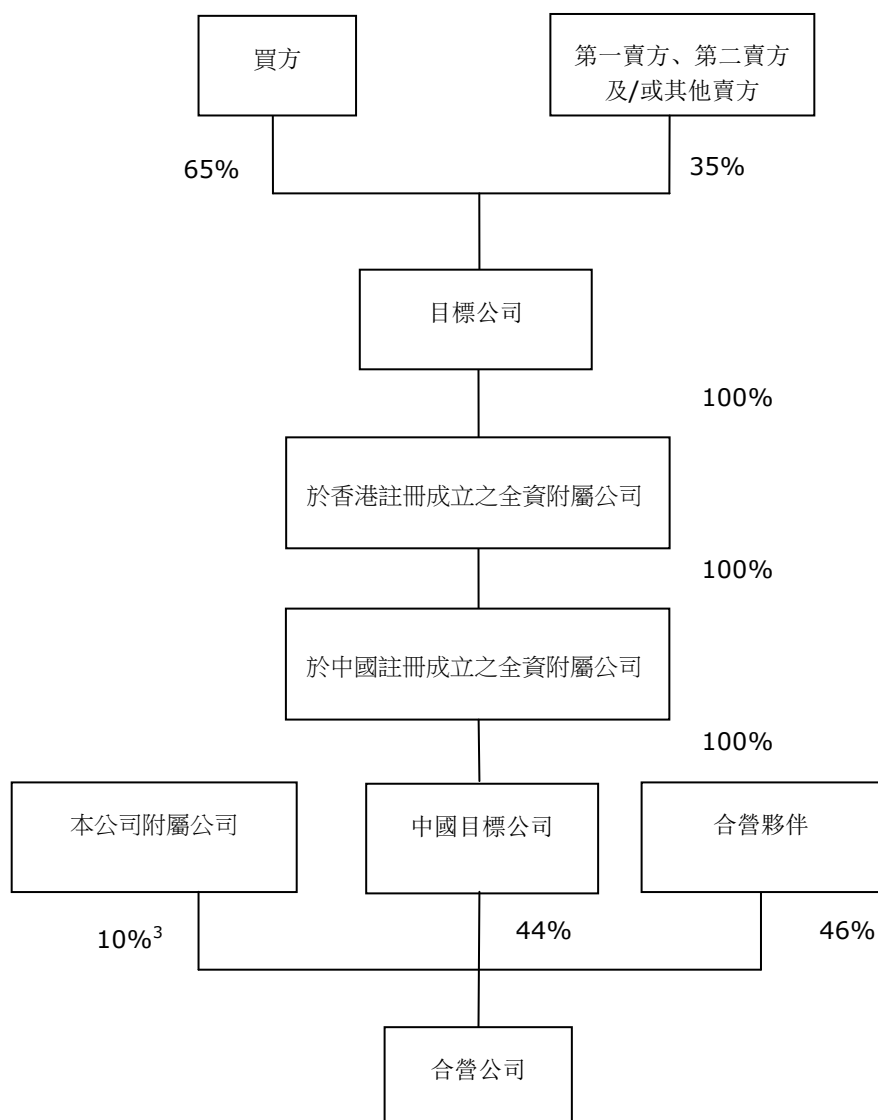 買方
第一賣方、第二賣方
及/或其他賣方
65%
35%
目標公司
100%
於香港註冊成立之全資附屬公司
100%
於中國註冊成立之全資附屬公司
100%
本公司附屬公司
中國目標公司
合營夥伴
10%³
44%
46%
合營公司